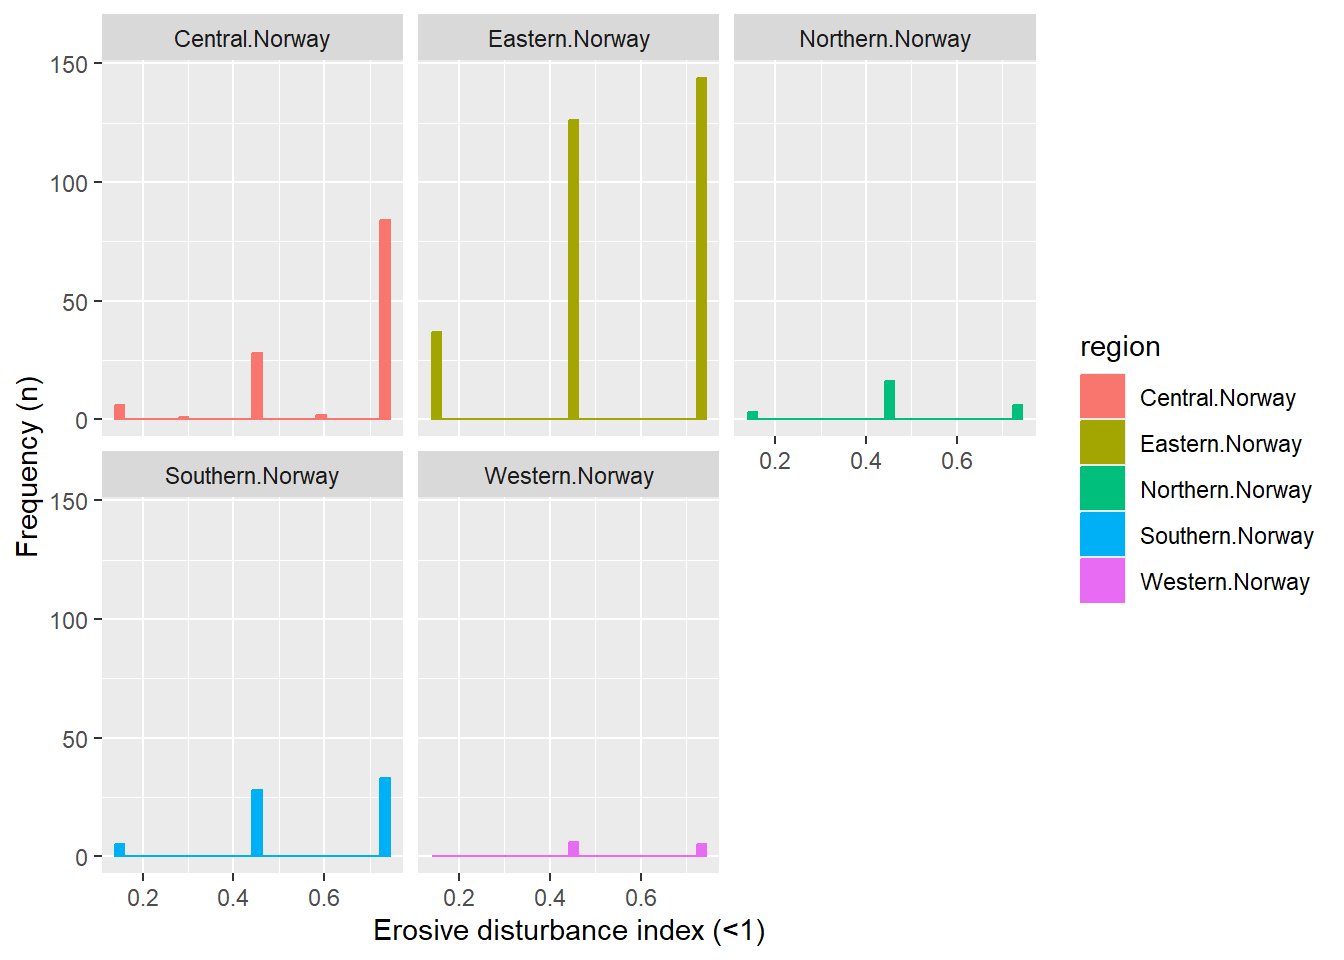 Central.Norway
Eastern.Norway
Northern.Norway
150
100
50
0
0.2 0.4 0.6
Southern.Norway
Western.Norway
150
100
50
0
0.2 0.4 0.6
0.2 0.4 0.6
Frequency (n)
Erosive disturbance index (<1)
region
Central.Norway
Eastern.Norway
Northern.Norway
Southern.Norway
Western.Norway